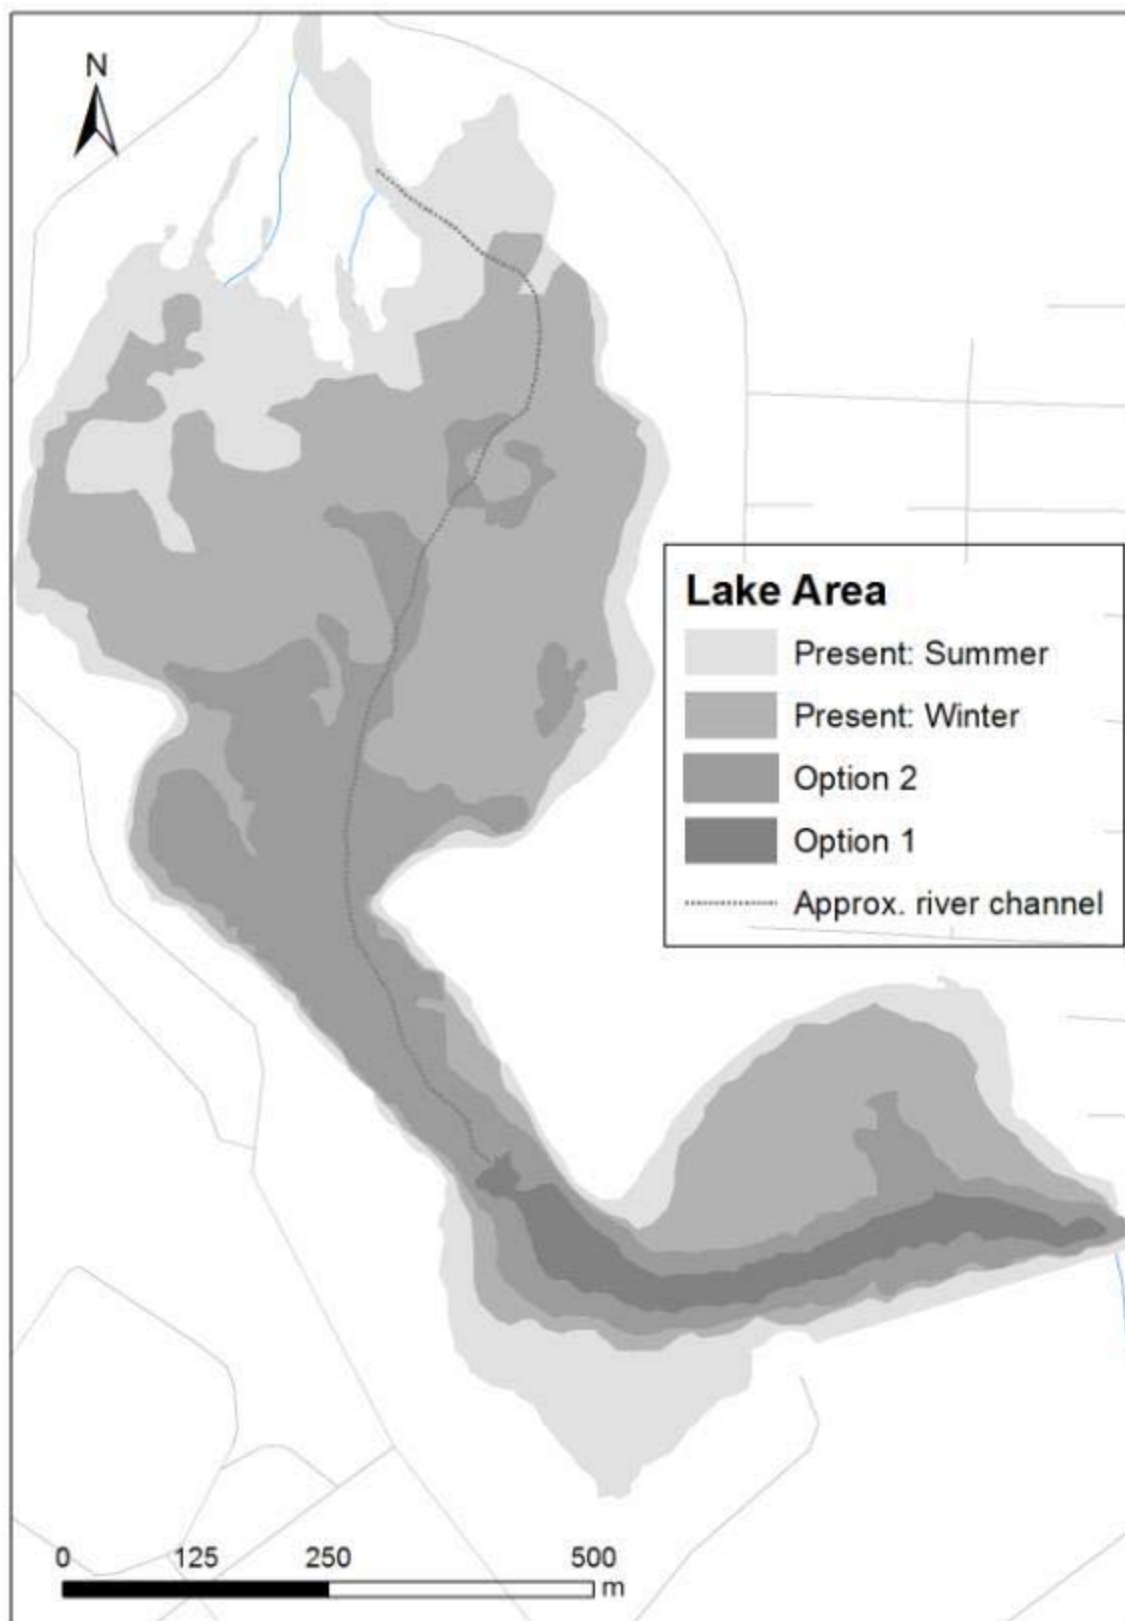 N
Lake Area
Present: Summer
Present: Winter
Option 2
Option 1
Approx. river channel
0 125 250 500
m